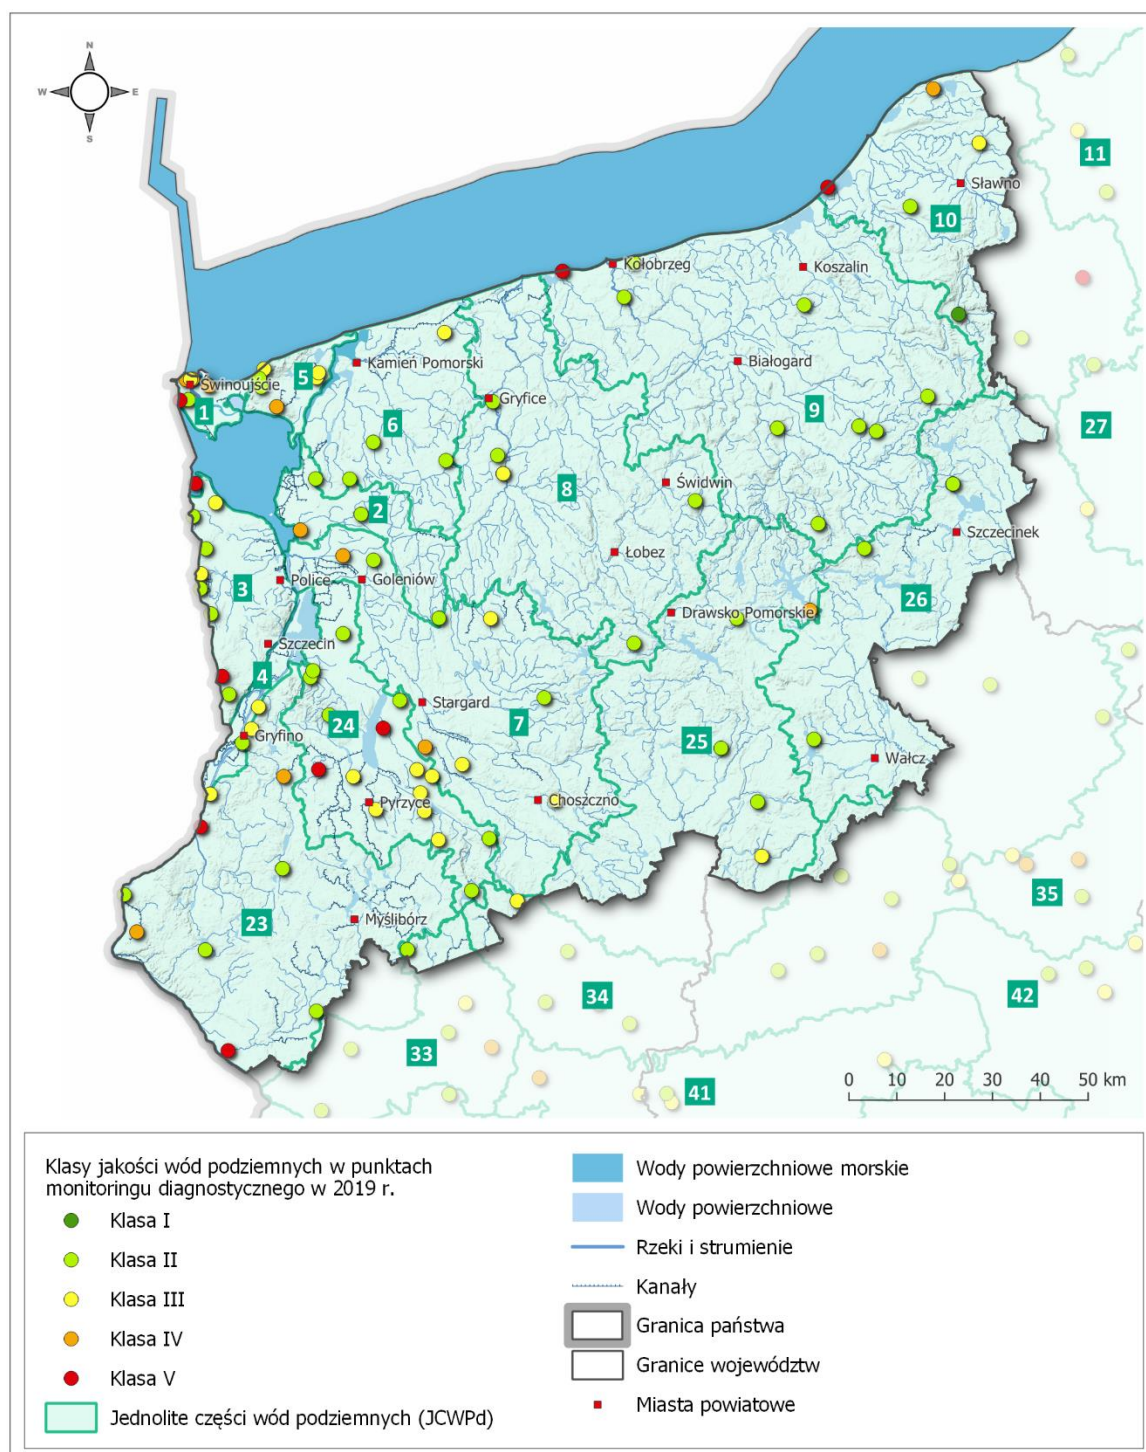 N
W
E
S
11
Sławno
10
Kołobrzeg
Koszalin
Kamień Pomorski
Białogard
5
Świnoujście
1
Gryfice
6
9
27
8
Świdwin
2
Szczecinek
Łobez
3
Police
Goleniów
26
Drawsko Pomorskie
Szczecin
4
Stargard
24
7
25
Gryfino
Wałcz
Pyrzyce
Choszczno
35
23
Myślibórz
34
42
33
41
0 10 20 30 40 50 km
Klasy jakości wód podziemnych w punktach
monitoringu diagnostycznego w 2019 r.
Klasa I
Klasa II
Klasa III
Klasa IV
Klasa V
Jednolite części wód podziemnych (JCWPd)
Wody powierzchniowe morskie
Wody powierzchniowe
Rzeki i strumienie
Kanały
Granica państwa
Granice województw
Miasta powiatowe